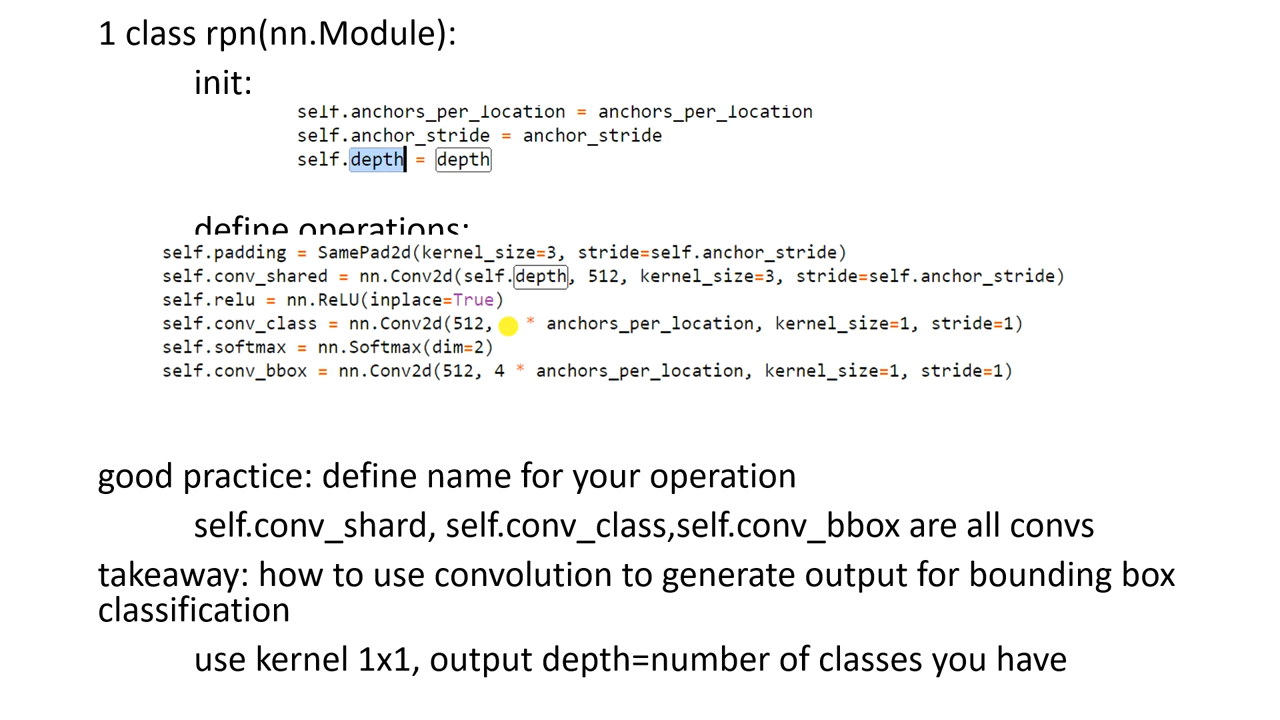 1 class rpn(nn.Module):
init:
self.anchors_per_location = anchors_per_location
self.anchor_stride = anchor_stride
self.depth = depth
define operations:
self.padding = SamePad2d(kernel_size=3, stride=self.anchor_stride)
self.conv_shared = nn.Conv2d(self.depth, 512, kernel_size=3, stride=self.anchor_stride)
self.relu = nn.ReLU(inplace=True)
self.conv_class = nn.Conv2d(512, * anchors_per_location, kernel_size=1, stride=1)
self.softmax = nn.Softmax(dim=2)
self.conv_bbox = nn.Conv2d(512, 4 * anchors_per_location, kernel_size=1, stride=1)
good practice: define name for your operation
self.conv_shard, self.conv_class,self.conv_bbox are all convs
takeaway: how to use convolution to generate output for bounding box
classification
use kernel 1x1, output depth=number of classes you have